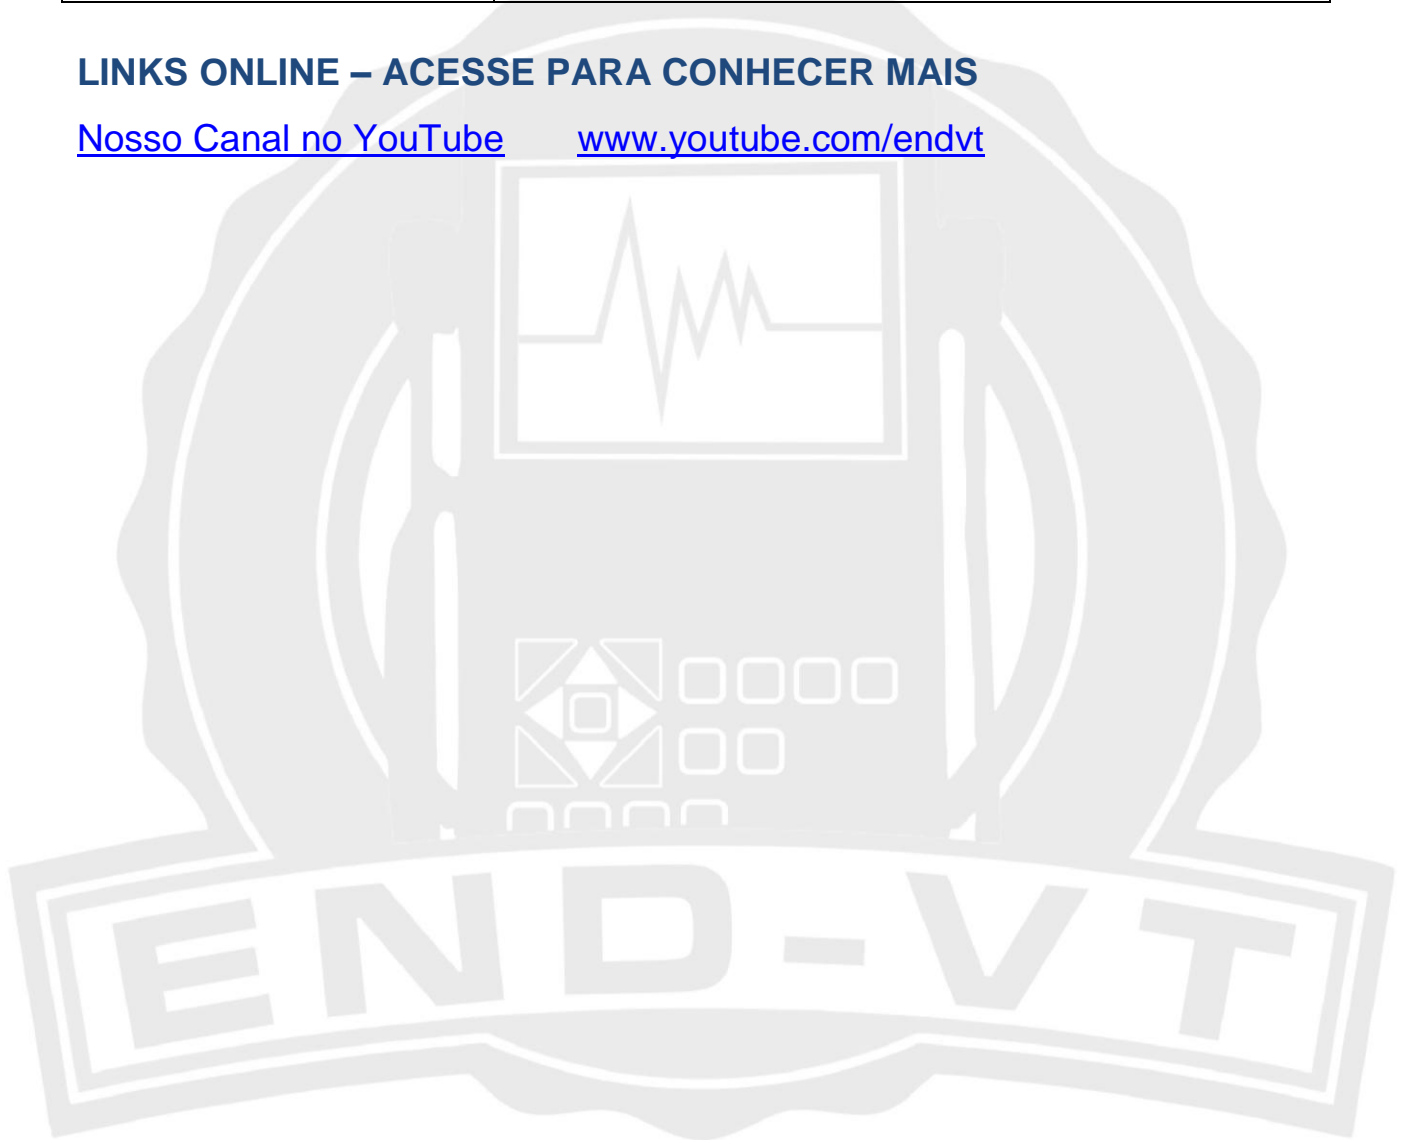 LINKS ONLINE – ACESSE PARA CONHECER MAIS
Nosso Canal no YouTube www.youtube.com/endvt
END-VT